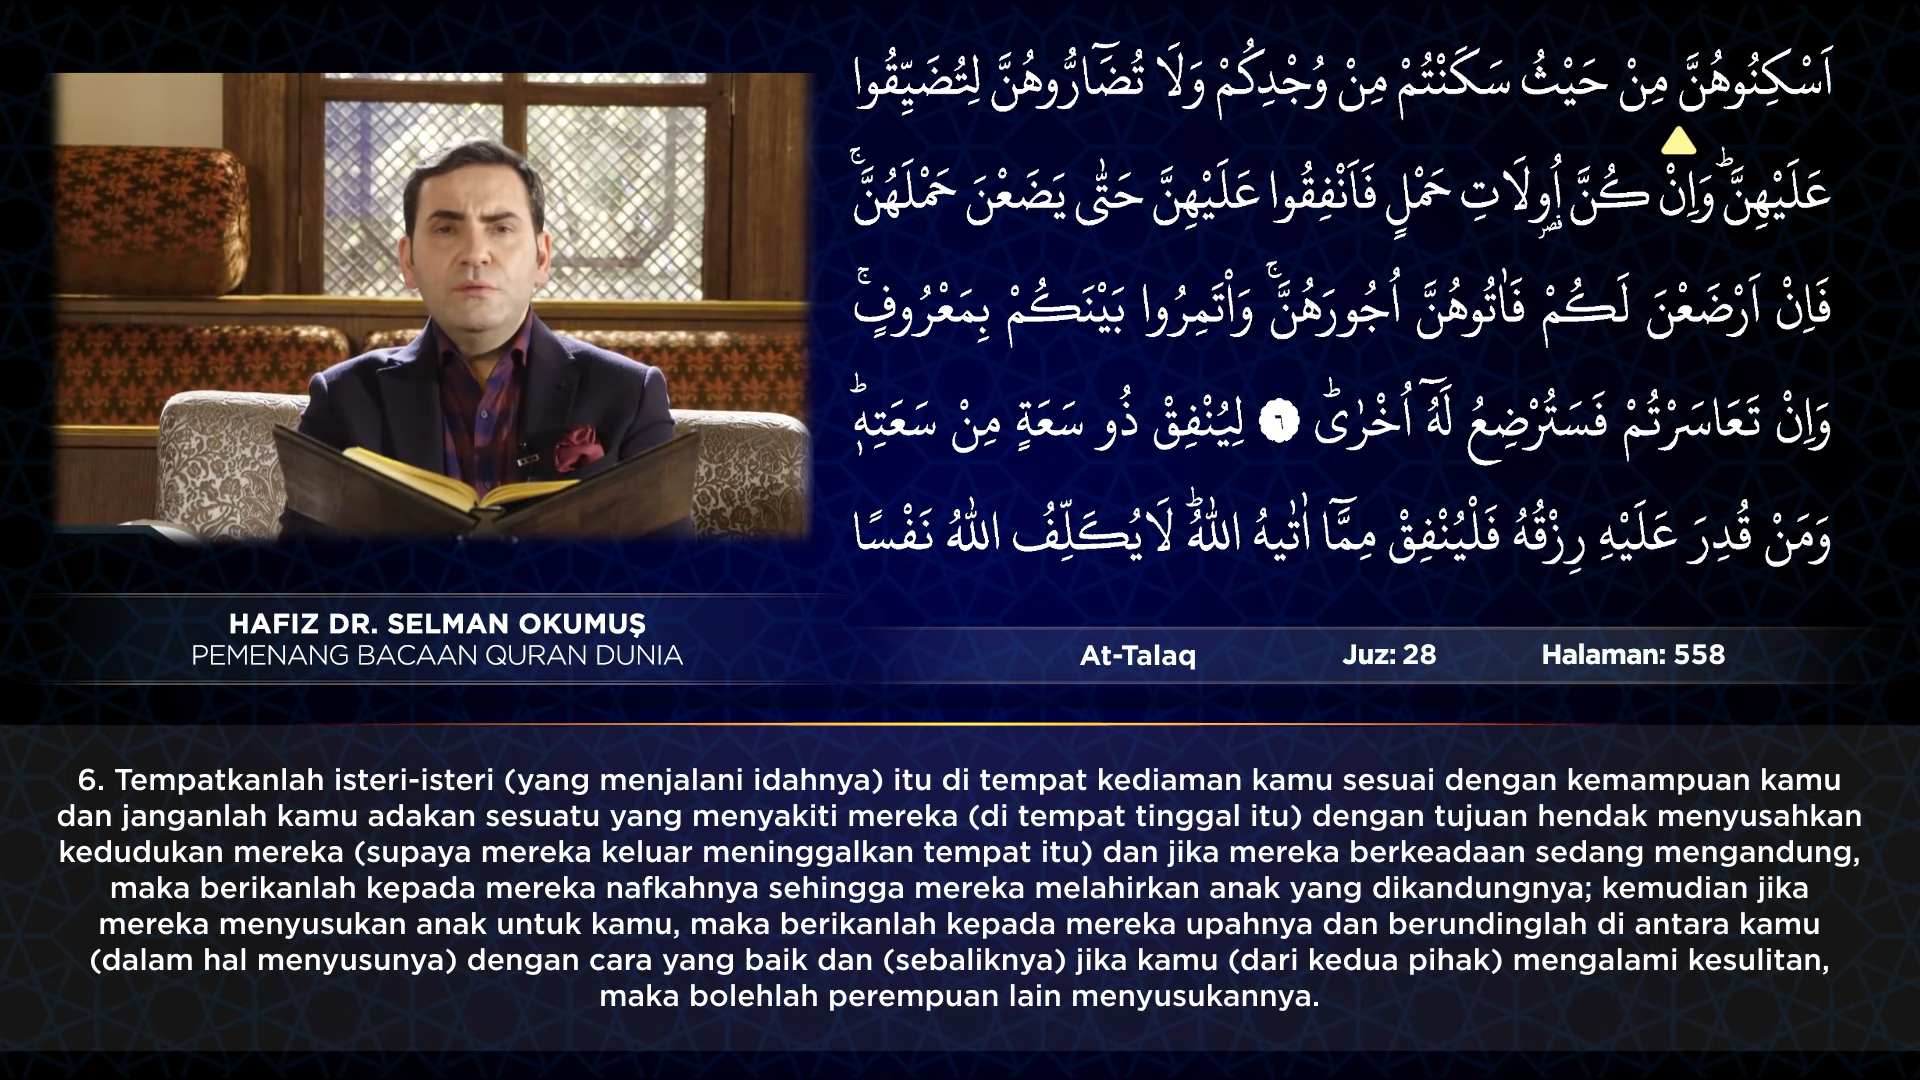 اَسْكِنُوهُنَّ مِنْ حَيْثُ سَكَنْتُمْ مِنْ وُجْدِكُمْ وَلَا تُضَٓارُّوهُنَّ لِتُضَيِّقُوا
عَلَيْهِنَّۜ وَاِنْ كُنَّ اُو۬لَاتِ حَمْلٍ فَاَنْفِقُوا عَلَيْهِنَّ حَتّٰى يَضَعْنَ حَمْلَهُنَّۚ
قصر
فَاِنْ اَرْضَعْنَ لَكُمْ فَاٰتُوهُنَّ اُجُورَهُنَّۚ وَاْتَمِرُوا بَيْنَكُمْ بِمَعْرُوفٍۚ
وَاِنْ تَعَاسَرْتُمْ فَسَتُرْضِعُ لَهُٓ اُخْرٰىۜ ٦ لِيُنْفِقْ ذُو سَعَةٍ مِنْ سَعَتِهٖۜ
وَمَنْ قُدِرَ عَلَيْهِ رِزْقُهُ فَلْيُنْفِقْ مِمَّٓا اٰتٰيهُ اللّٰهُۜ لَا يُكَلِّفُ اللّٰهُ نَفْسًا
HAFIZ DR. SELMAN OKUMUŞ
PEMENANG BACAAN QURAN DUNIA
At-Talaq Juz: 28 Halaman: 558
6. Tempatkanlah isteri-isteri (yang menjalani idahnya) itu di tempat kediaman kamu sesuai dengan kemampuan kamu
dan janganlah kamu adakan sesuatu yang menyakiti mereka (di tempat tinggal itu) dengan tujuan hendak menyusahkan
kedudukan mereka (supaya mereka keluar meninggalkan tempat itu) dan jika mereka berkeadaan sedang mengandung,
maka berikanlah kepada mereka nafkahnya sehingga mereka melahirkan anak yang dikandungnya; kemudian jika
mereka menyusukan anak untuk kamu, maka berikanlah kepada mereka upahnya dan berundinglah di antara kamu
(dalam hal menyusunya) dengan cara yang baik dan (sebaliknya) jika kamu (dari kedua pihak) mengalami kesulitan,
maka bolehlah perempuan lain menyusukannya.